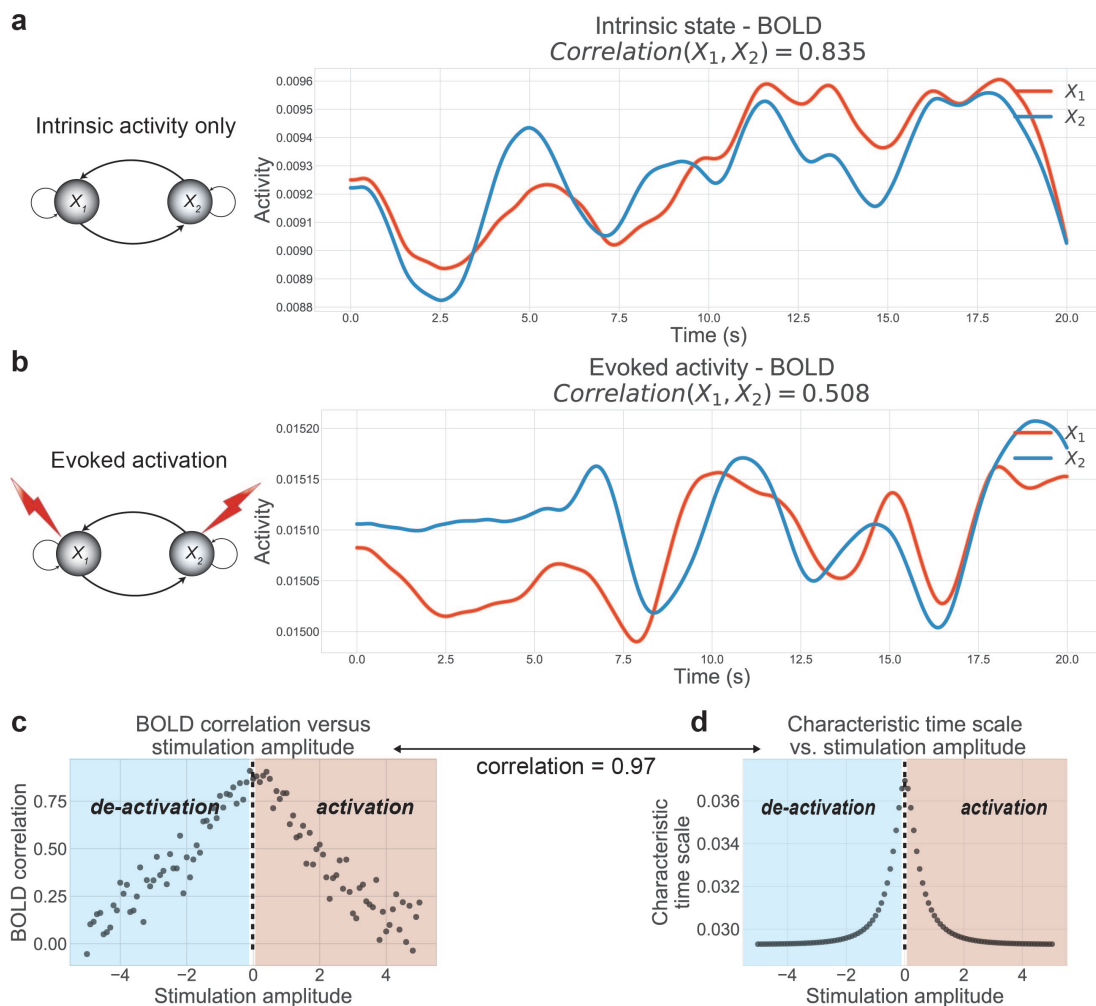 a
Intrinsic state - BOLD
Correlation(X₁, X₂) = 0.835
Intrinsic activity only
X₁
X₂
Activity
0.0096
0.0095
0.0094
0.0093
0.0092
0.0091
0.0090
0.0089
0.0088
X₁
X₂
0.0 2.5 5.0 7.5 10.0 12.5 15.0 17.5 20.0
Time (s)
b
Evoked activity - BOLD
Correlation(X₁, X₂) = 0.508
Evoked activation
X₁
X₂
Activity
0.01520
0.01515
0.01510
0.01505
0.01500
X₁
X₂
0.0 2.5 5.0 7.5 10.0 12.5 15.0 17.5 20.0
Time (s)
c
BOLD correlation versus
stimulation amplitude
BOLD correlation
0.75
0.50
0.25
0.00
de-activation
activation
−4 −2 0 2 4
Stimulation amplitude
correlation = 0.97
d
Characteristic time scale
vs. stimulation amplitude
Characteristic
time scale
0.036
0.034
0.032
0.030
de-activation
activation
−4 −2 0 2 4
Stimulation amplitude